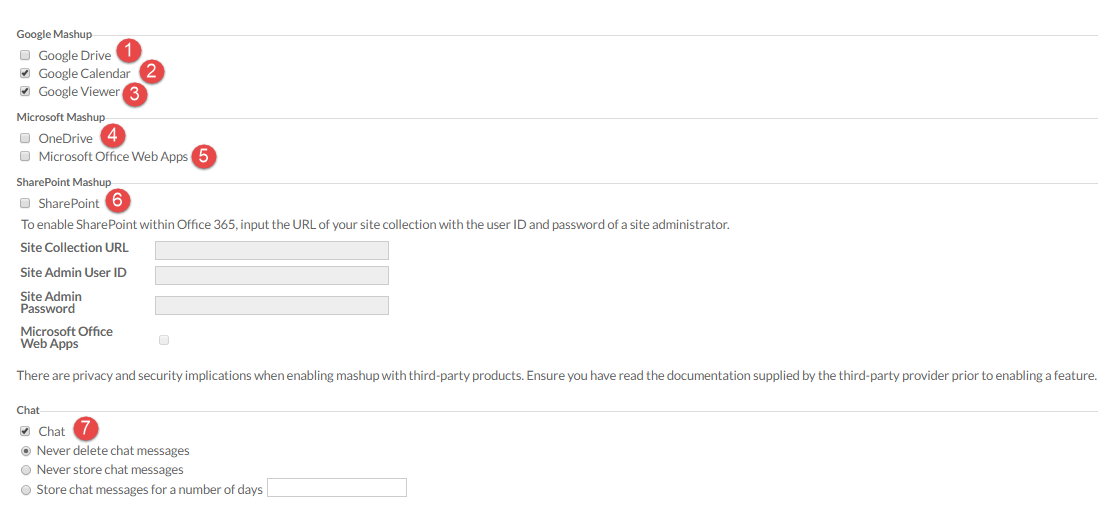 Google Mashup
Google Drive 1
Google Calendar 2
Google Viewer 3
Microsoft Mashup
OneDrive 4
Microsoft Office Web Apps 5
SharePoint Mashup
SharePoint 6
To enable SharePoint within Office 365, input the URL of your site collection with the user ID and password of a site administrator.
Site Collection URL
Site Admin User ID
Site Admin
Password
Microsoft Office
Web Apps
There are privacy and security implications when enabling mashup with third-party products. Ensure you have read the documentation supplied by the third-party provider prior to enabling a feature.
Chat
Chat 7
Never delete chat messages
Never store chat messages
Store chat messages for a number of days